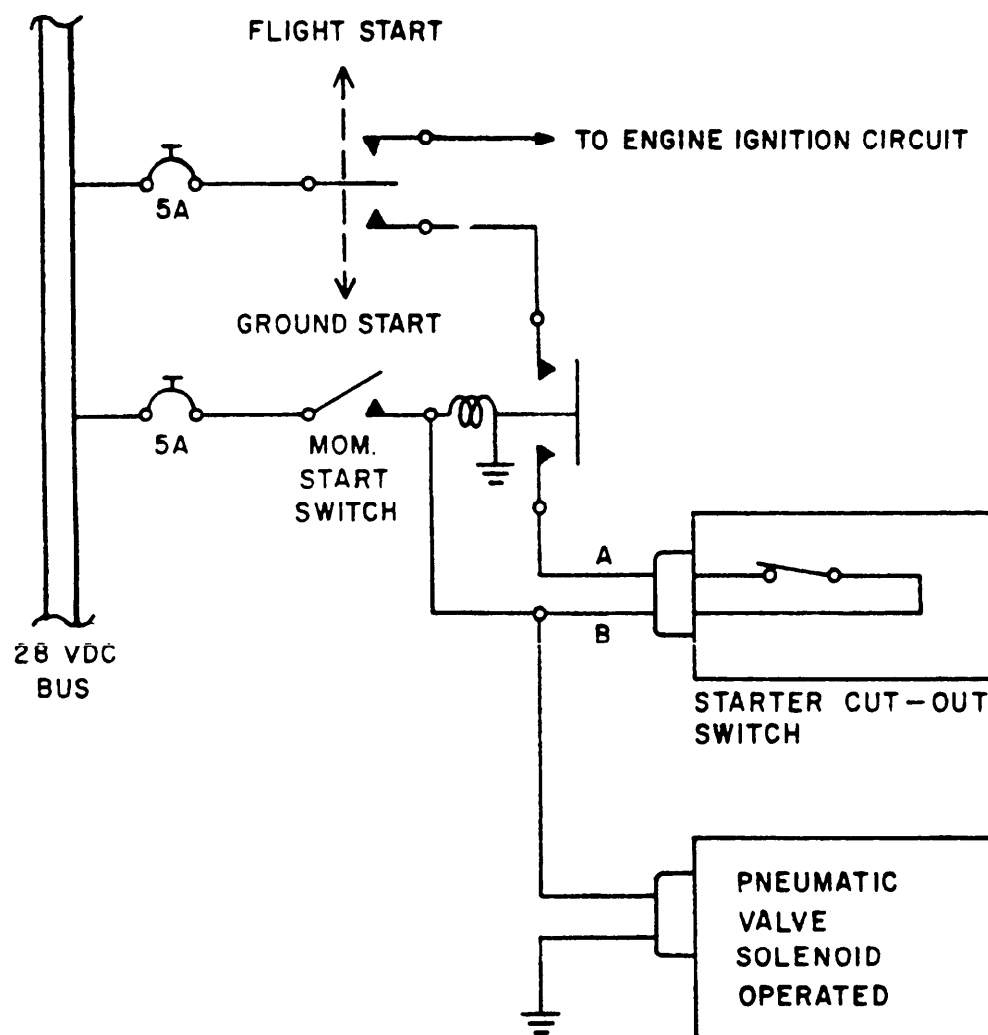 FLIGHT START
TO ENGINE IGNITION CIRCUIT
5A
GROUND START
5A
MOM.
START
SWITCH
A
B
28 VDC
BUS
STARTER CUT-OUT
SWITCH
PNEUMATIC
VALVE
SOLENOID
OPERATED